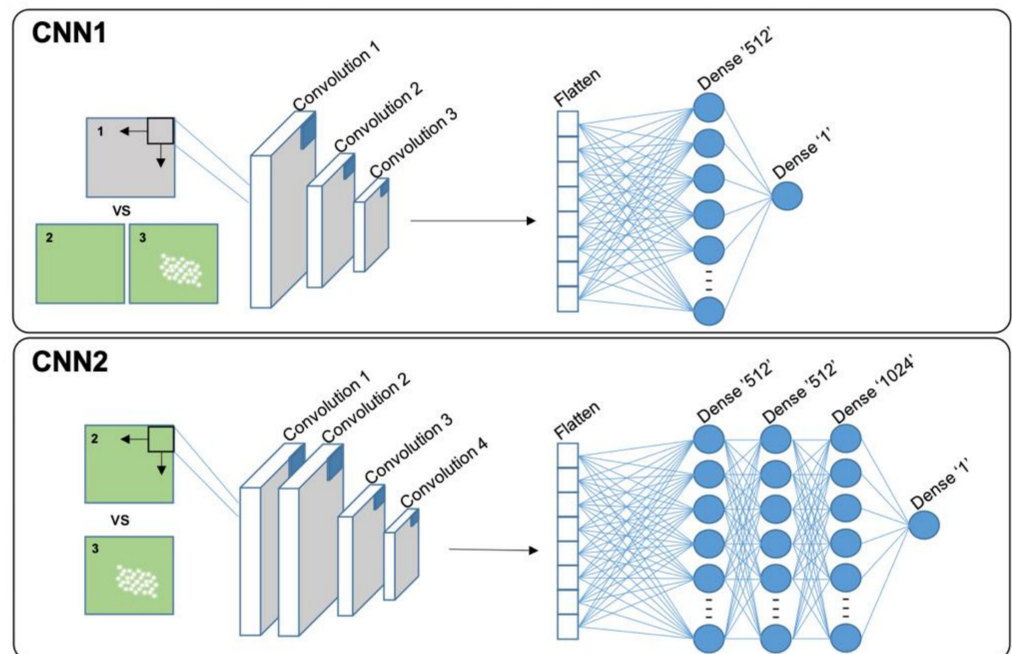 CNN1
1
VS
2
3
Convolution 1
Convolution 2
Convolution 3
Flatten
Dense '512'
Dense '1'
CNN2
2
VS
3
Convolution 1
Convolution 2
Convolution 3
Convolution 4
Flatten
Dense '512'
Dense '512'
Dense '1024'
Dense '1'